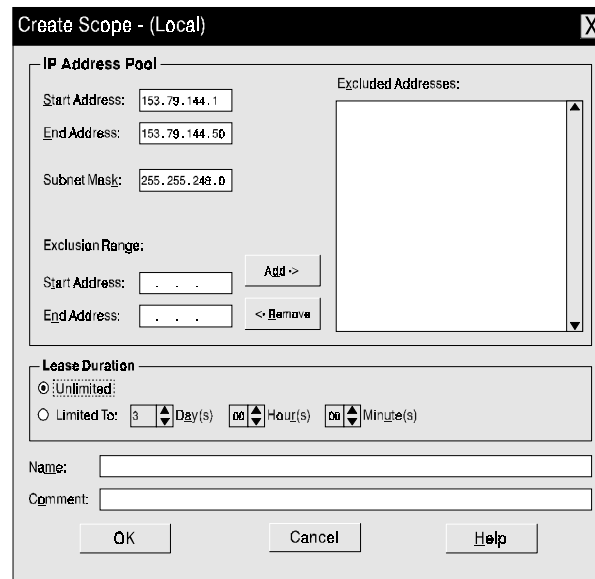 Create Scope - (Local)
X
IP Address Pool
Start Address: 153.79.144.1
End Address: 153.79.144.50
Subnet Mask: 255.255.248.0
Excluded Addresses:
Exclusion Range:
Start Address: . . .
End Address: . . .
Add ->
<- Remove
Lease Duration
Unlimited
Limited To: 3 Day(s) 00 Hour(s) 00 Minute(s)
Name:
Comment:
OK Cancel Help